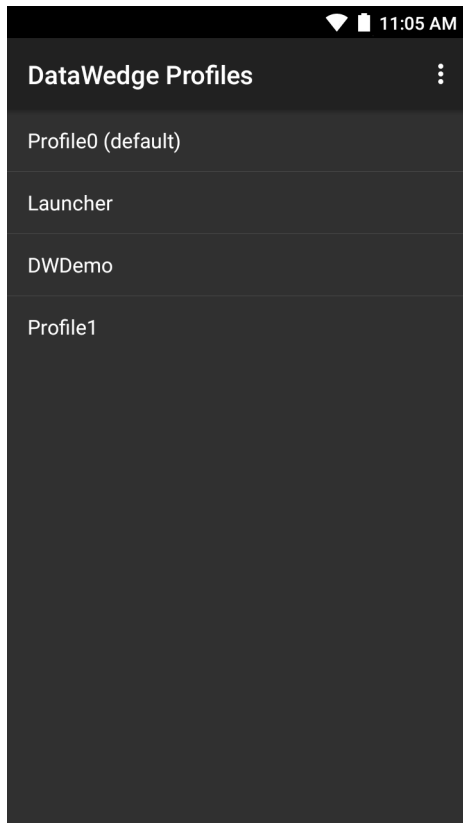 11:05 AM
DataWedge Profiles
Profile0 (default)
Launcher
DWDemo
Profile1